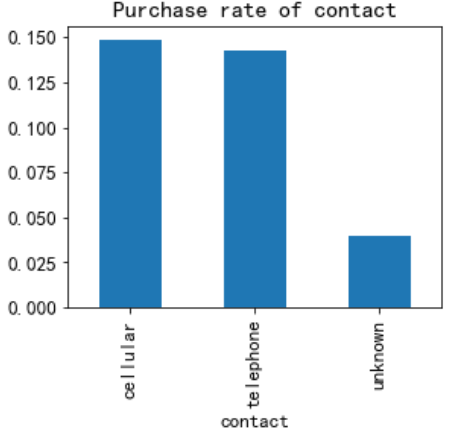 Purchase rate of contact
0.150
0.125
0.100
0.075
0.050
0.025
0.000
cellular
telephone
unknown
contact